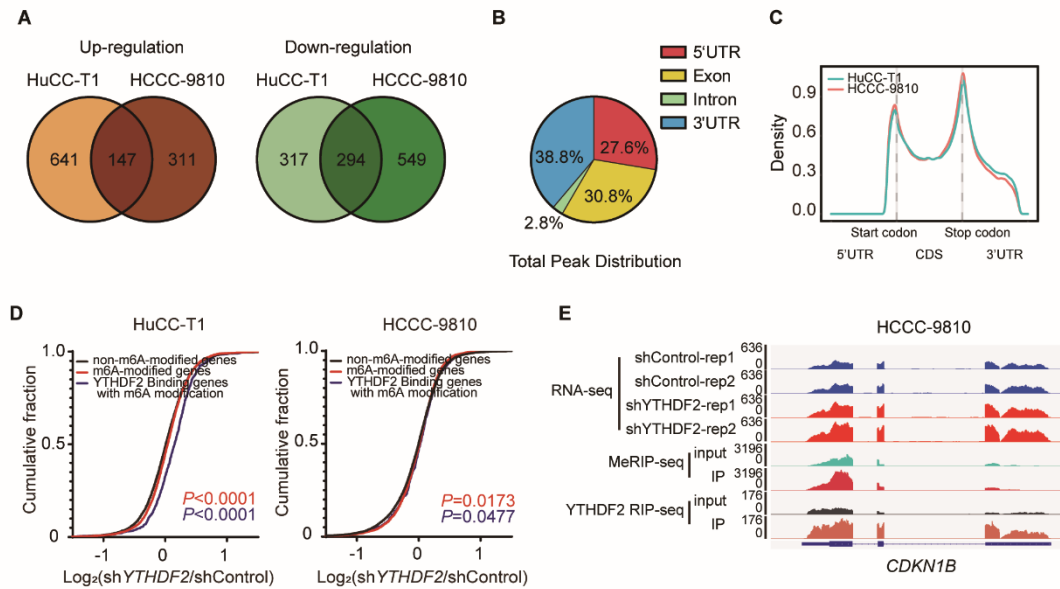 A
Up-regulation
HuCC-T1
HCCC-9810
641
147
311
Down-regulation
HuCC-T1
HCCC-9810
317
294
549
B
5'UTR
Exon
Intron
3'UTR
38.8%
27.6%
30.8%
2.8%
Total Peak Distribution
C
HuCC-T1
HCCC-9810
Density
0.9
0.6
0.3
0.0
Start codon
Stop codon
5'UTR
CDS
3'UTR
D
HuCC-T1
Cumulative fraction
1.0
0.5
0
non-m6A-modified genes
m6A-modified genes
YTHDF2 Binding genes
with m6A modification
P<0.0001
P<0.0001
-1
0
1
Log₂(shYTHDF2/shControl)
HCCC-9810
Cumulative fraction
1.0
0.5
0
non-m6A-modified genes
m6A-modified genes
YTHDF2 Binding genes
with m6A modification
P=0.0173
P=0.0477
-1
0
1
Log₂(shYTHDF2/shControl)
E
HCCC-9810
RNA-seq
shControl-rep1
636
0
shControl-rep2
636
0
shYTHDF2-rep1
636
0
shYTHDF2-rep2
636
0
MeRIP-seq
input
3196
0
IP
3196
0
YTHDF2 RIP-seq
input
176
0
IP
176
0
CDKN1B